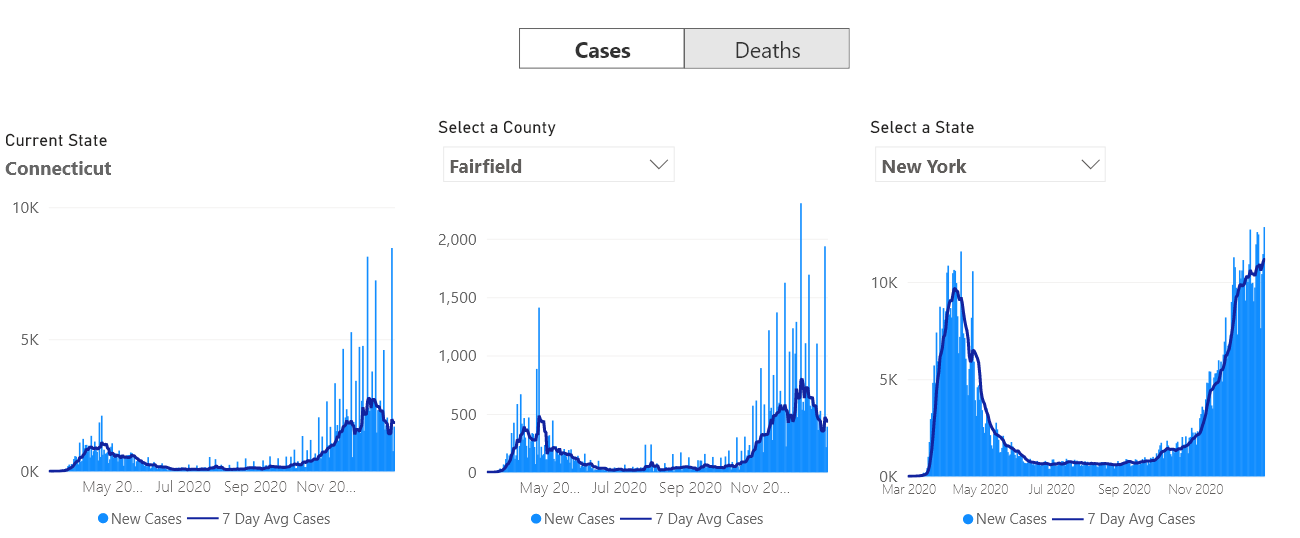 Cases Deaths
Current State
Connecticut
Select a County
Fairfield
Select a State
New York
10K
5K
0K
May 20... Jul 2020 Sep 2020 Nov 20...
New Cases 7 Day Avg Cases
2,000
1,500
1,000
500
0
May 20... Jul 2020 Sep 2020 Nov 20...
New Cases 7 Day Avg Cases
10K
5K
0K
Mar 2020 May 2020 Jul 2020 Sep 2020 Nov 2020
New Cases 7 Day Avg Cases